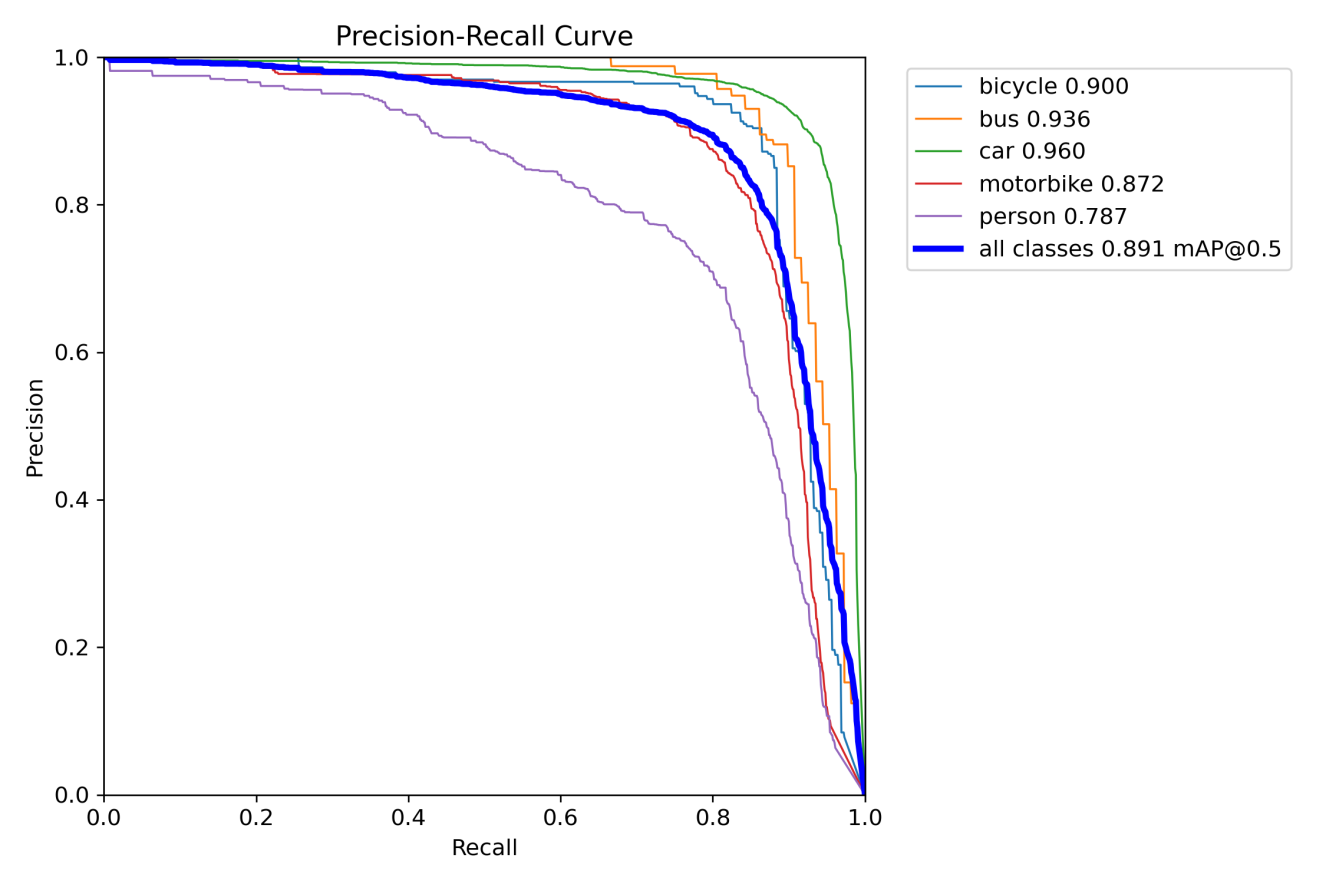 Precision-Recall Curve
1.0
0.8
0.6
0.4
0.2
0.0
Precision
0.0 0.2 0.4 0.6 0.8 1.0
Recall
bicycle 0.900
bus 0.936
car 0.960
motorbike 0.872
person 0.787
all classes 0.891 mAP@0.5